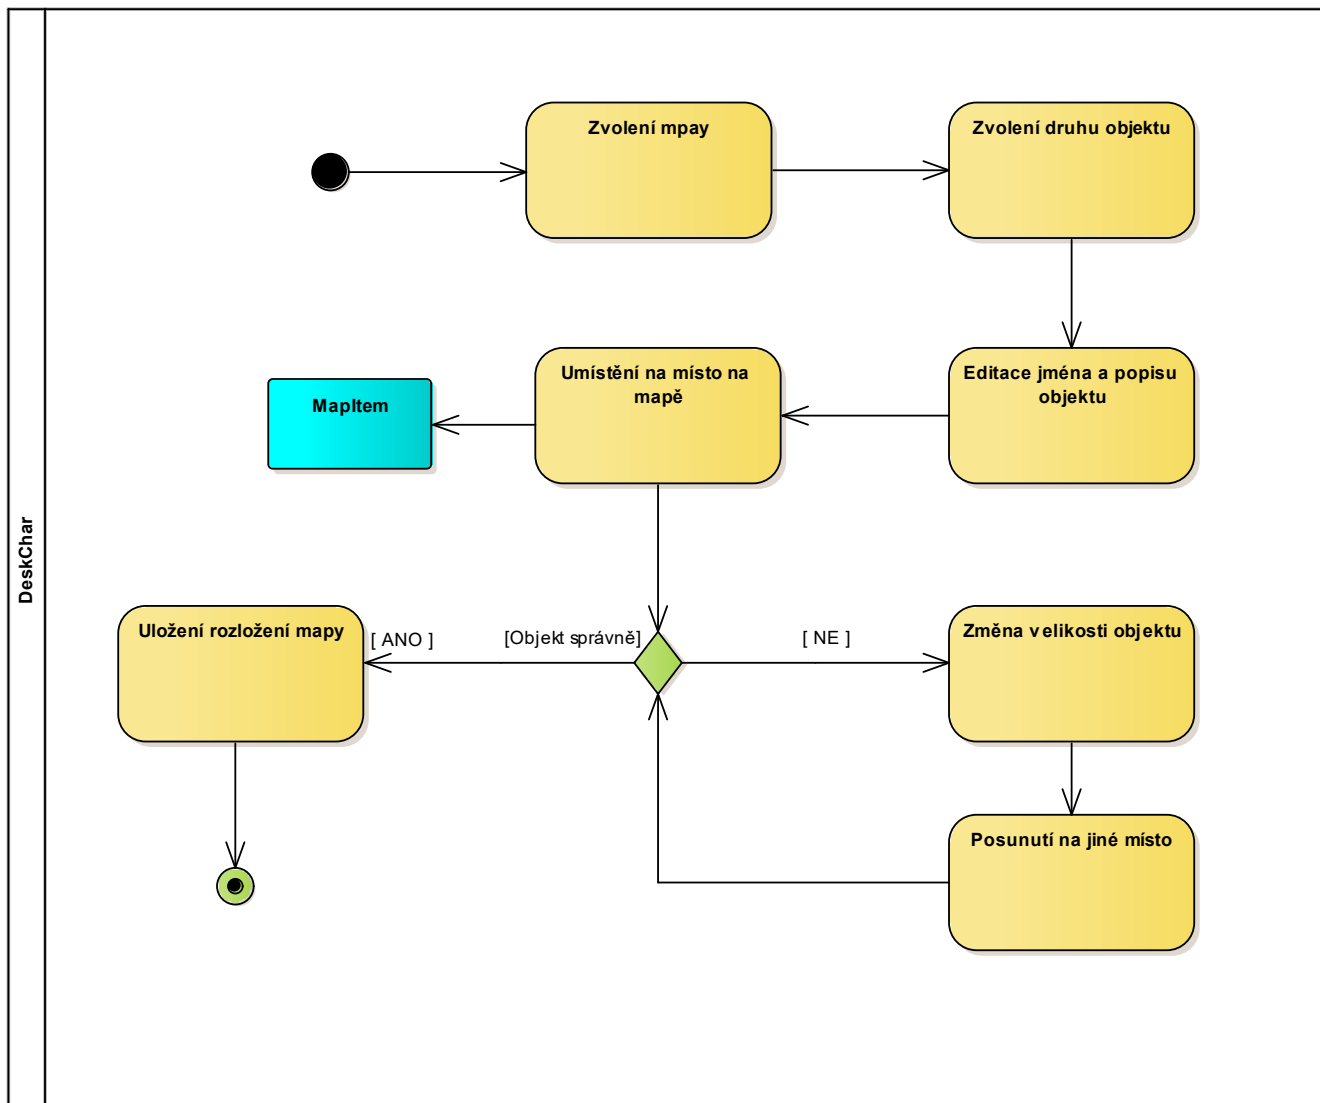 DeskChar
Zvolení mpay
Zvolení druhu objektu
MapItem
Umístění na místo na
mapě
Editace jména a popisu
objektu
Uložení rozložení mapy
[ ANO ]
[Objekt správně]
[ NE ]
Změna velikosti objektu
Posunutí na jiné místo